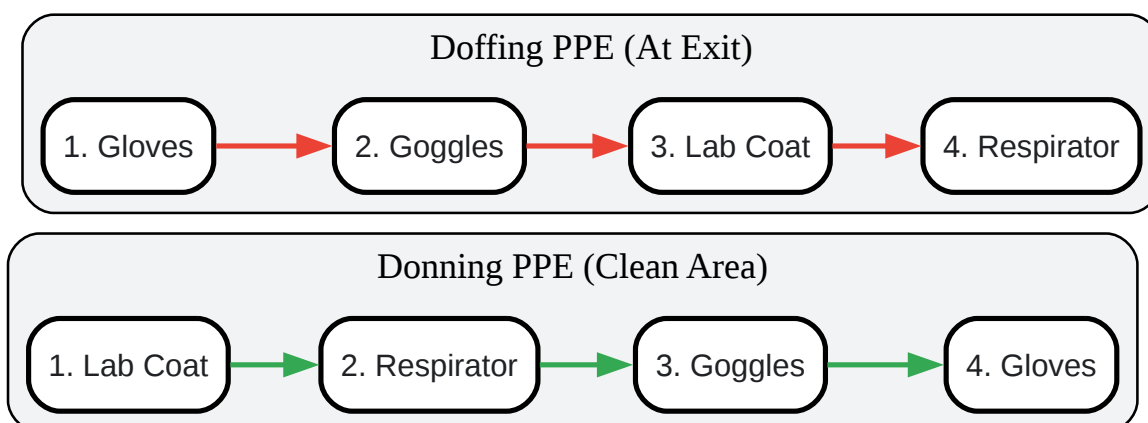 Doffing PPE (At Exit)
1. Gloves
2. Goggles
3. Lab Coat
4. Respirator
Donning PPE (Clean Area)
1. Lab Coat
2. Respirator
3. Goggles
4. Gloves